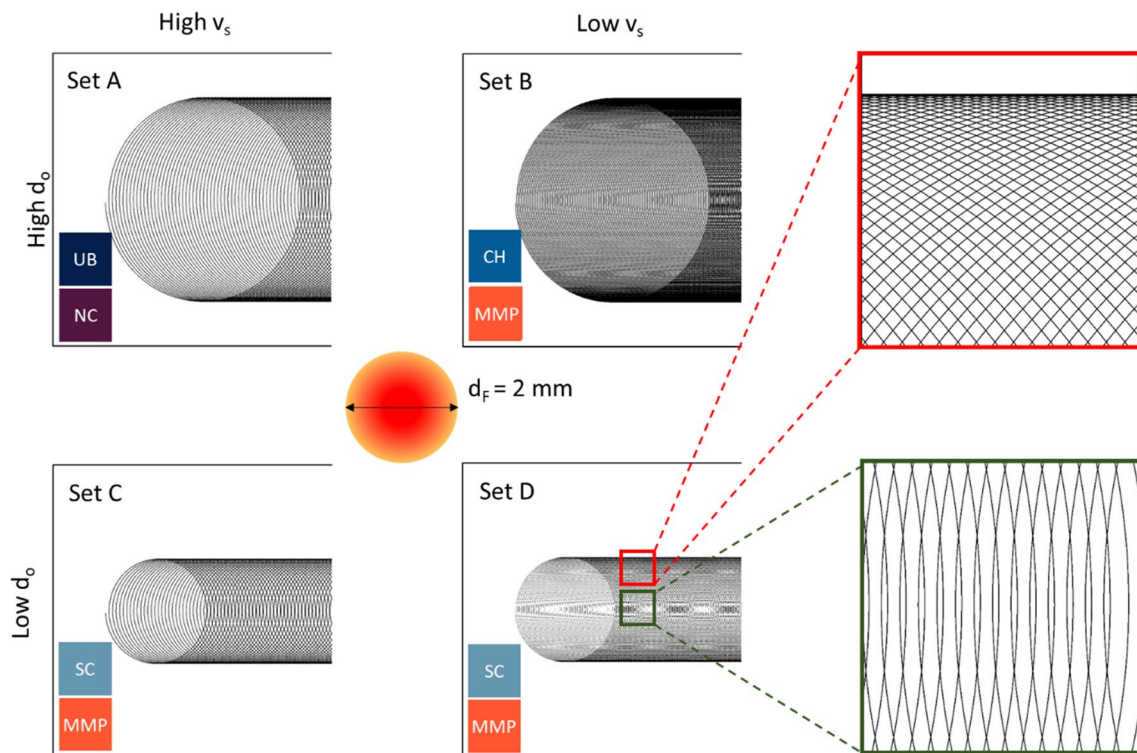 High vs
Low vs
High do
Set A
UB
NC
Set B
CH
MMP
dF = 2 mm
Low do
Set C
SC
MMP
Set D
SC
MMP